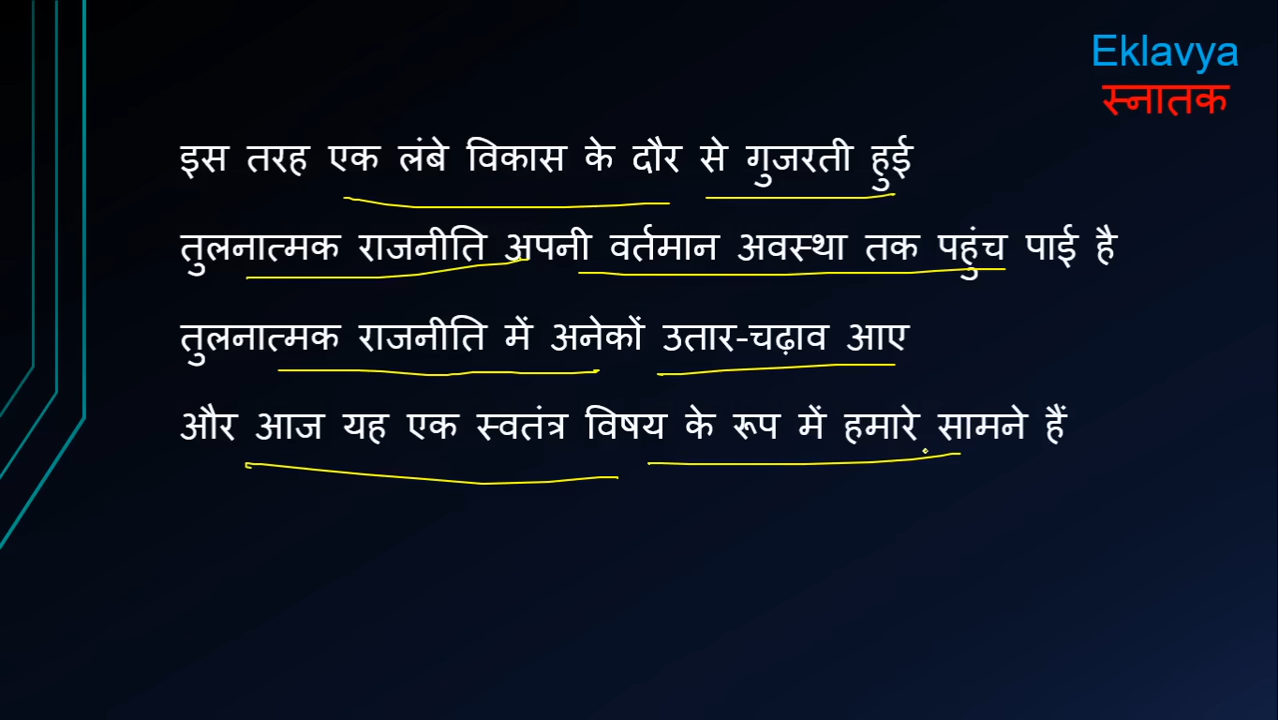 Eklavya
स्नातक
इस तरह एक लंबे विकास के दौर से गुजरती हुई
तुलनात्मक राजनीति अपनी वर्तमान अवस्था तक पहुंच पाई है
तुलनात्मक राजनीति में अनेकों उतार-चढ़ाव आए
और आज यह एक स्वतंत्र विषय के रूप में हमारे सामने हैं